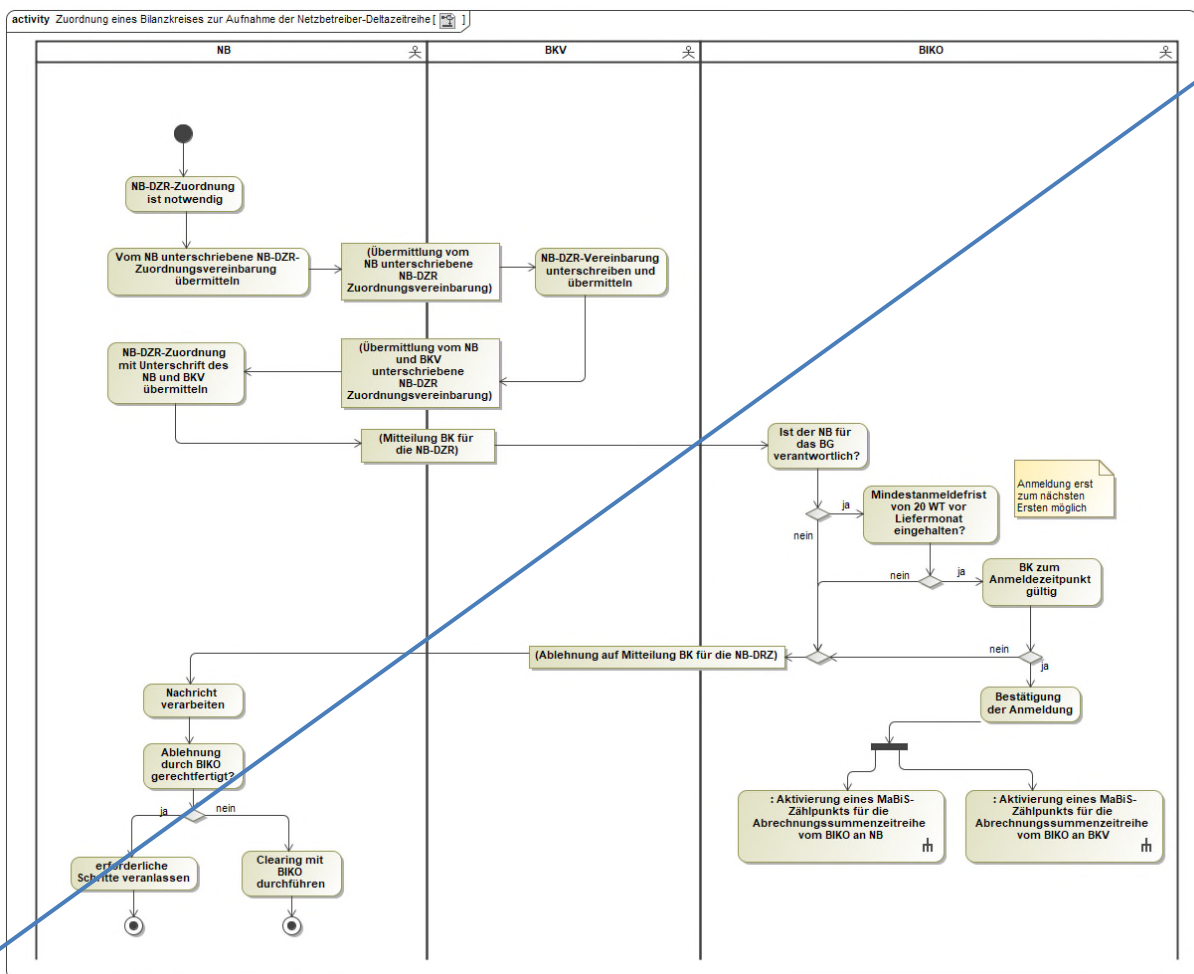 activity Zuordnung eines Bilanzkreises zur Aufnahme der Netzbetreiber-Deltazeitreihe [ ]
NB
BKV
BIKO
NB-DZR-Zuordnung
ist notwendig
Vom NB unterschriebene NB-DZR-
Zuordnungsvereinbarung
übermitteln
(Übermittlung vom
NB unterschriebene
NB-DZR
Zuordnungsvereinbarung)
NB-DZR-Vereinbarung
unterschreiben und
übermitteln
NB-DZR-Zuordnung
mit Unterschrift des
NB und BKV
übermitteln
(Übermittlung vom NB
und BKV
unterschriebene
NB-DZR
Zuordnungsvereinbarung)
(Mitteilung BK für
die NB-DZR)
Ist der NB für
das BG
verantwortlich?
ja
nein
Mindestanmeldefrist
von 20 WT vor
Liefermonat
eingehalten?
Anmeldung erst
zum nächsten
Ersten möglich
nein
ja
BK zum
Anmeldezeitpunkt
gültig
nein
ja
(Ablehnung auf Mitteilung BK für die NB-DRZ)
Bestätigung
der Anmeldung
: Aktivierung eines MaBiS-
Zählpunkts für die
Abrechnungssummenzeitreihe
vom BIKO an NB
: Aktivierung eines MaBiS-
Zählpunkts für die
Abrechnungssummenzeitreihe
vom BIKO an BKV
Nachricht
verarbeiten
Ablehnung
durch BIKO
gerechtfertigt?
ja
nein
erforderliche
Schritte veranlassen
Clearing mit
BIKO
durchführen